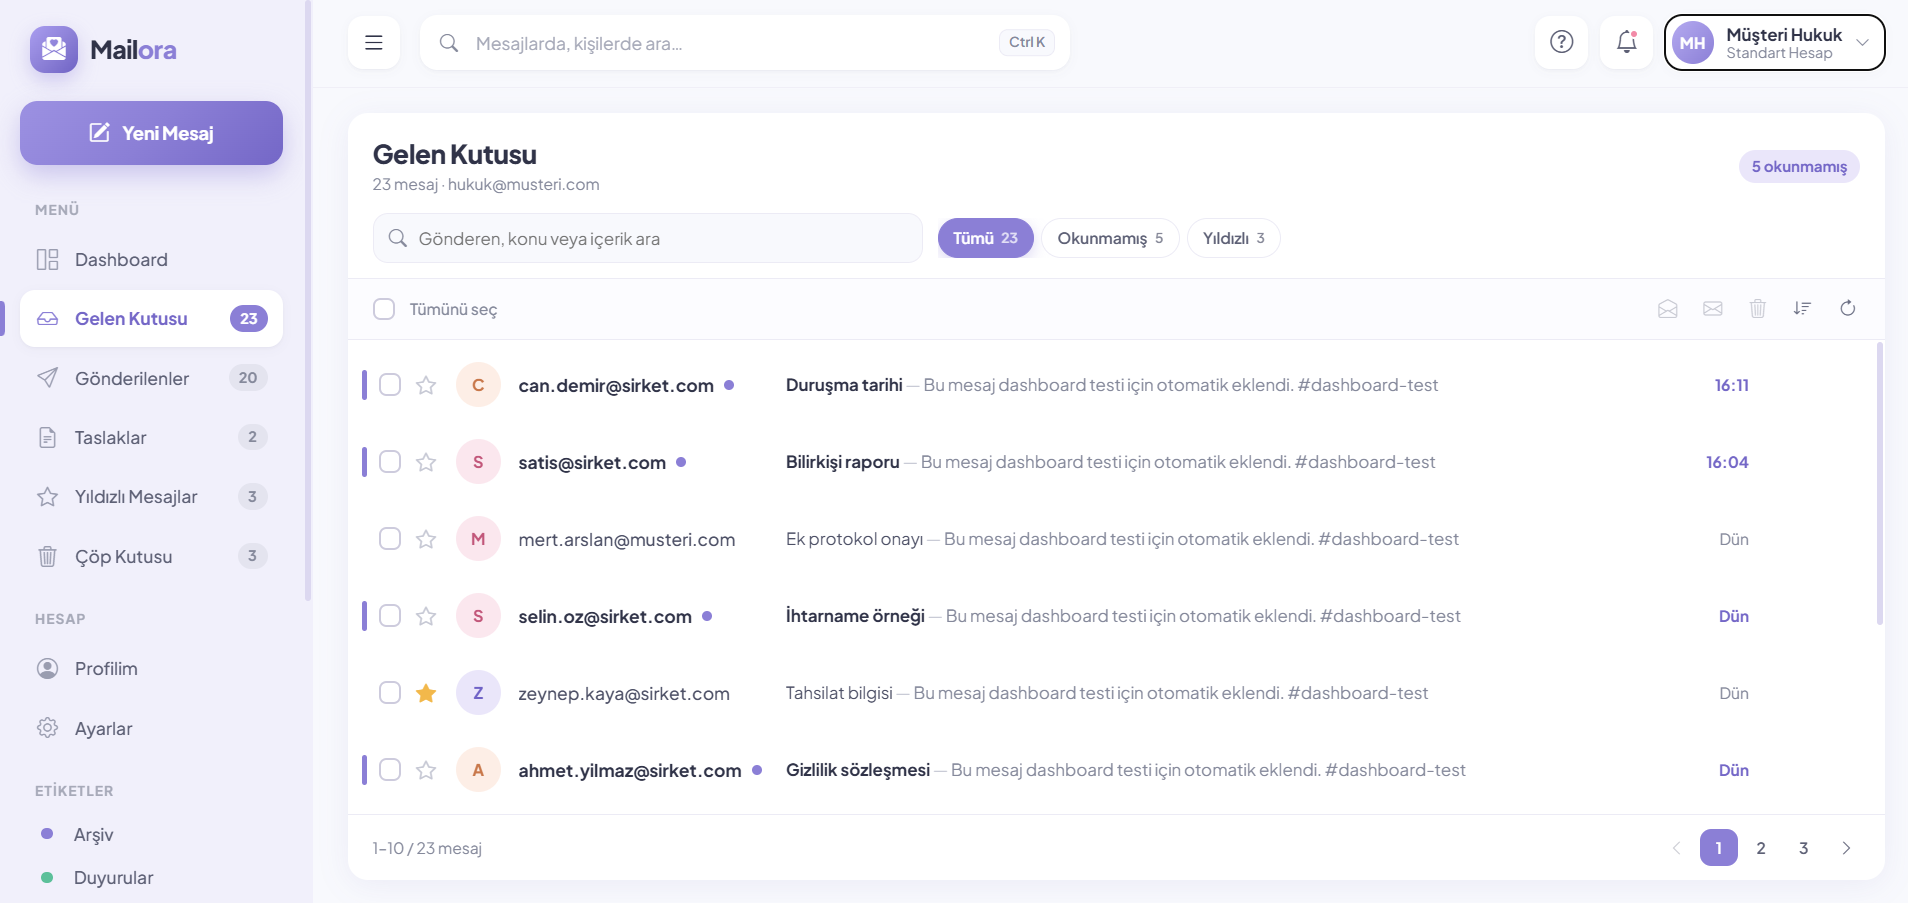 Mailora
Yeni Mesaj
MENÜ
Dashboard
Gelen Kutusu 23
Gönderilenler 20
Taslaklar 2
Yıldızlı Mesajlar 3
Çöp Kutusu 3
HESAP
Profilim
Ayarlar
ETİKETLER
Arşiv
Duyurular
Mesajlarda, kişilerde ara... Ctrl K
MH Müşteri Hukuk
Standart Hesap
Gelen Kutusu
23 mesaj · hukuk@musteri.com
5 okunmamış
Gönderen, konu veya içerik ara
Tümü 23 Okunmamış 5 Yıldızlı 3
Tümünü seç
C can.demir@sirket.com Duruşma tarihi — Bu mesaj dashboard testi için otomatik eklendi. #dashboard-test 16:11
S satis@sirket.com Bilirkişi raporu — Bu mesaj dashboard testi için otomatik eklendi. #dashboard-test 16:04
M mert.arslan@musteri.com Ek protokol onayı — Bu mesaj dashboard testi için otomatik eklendi. #dashboard-test Dün
S selin.oz@sirket.com İhtarname örneği — Bu mesaj dashboard testi için otomatik eklendi. #dashboard-test Dün
Z zeynep.kaya@sirket.com Tahsilat bilgisi — Bu mesaj dashboard testi için otomatik eklendi. #dashboard-test Dün
A ahmet.yilmaz@sirket.com Gizlilik sözleşmesi — Bu mesaj dashboard testi için otomatik eklendi. #dashboard-test Dün
1–10 / 23 mesaj
1 2 3